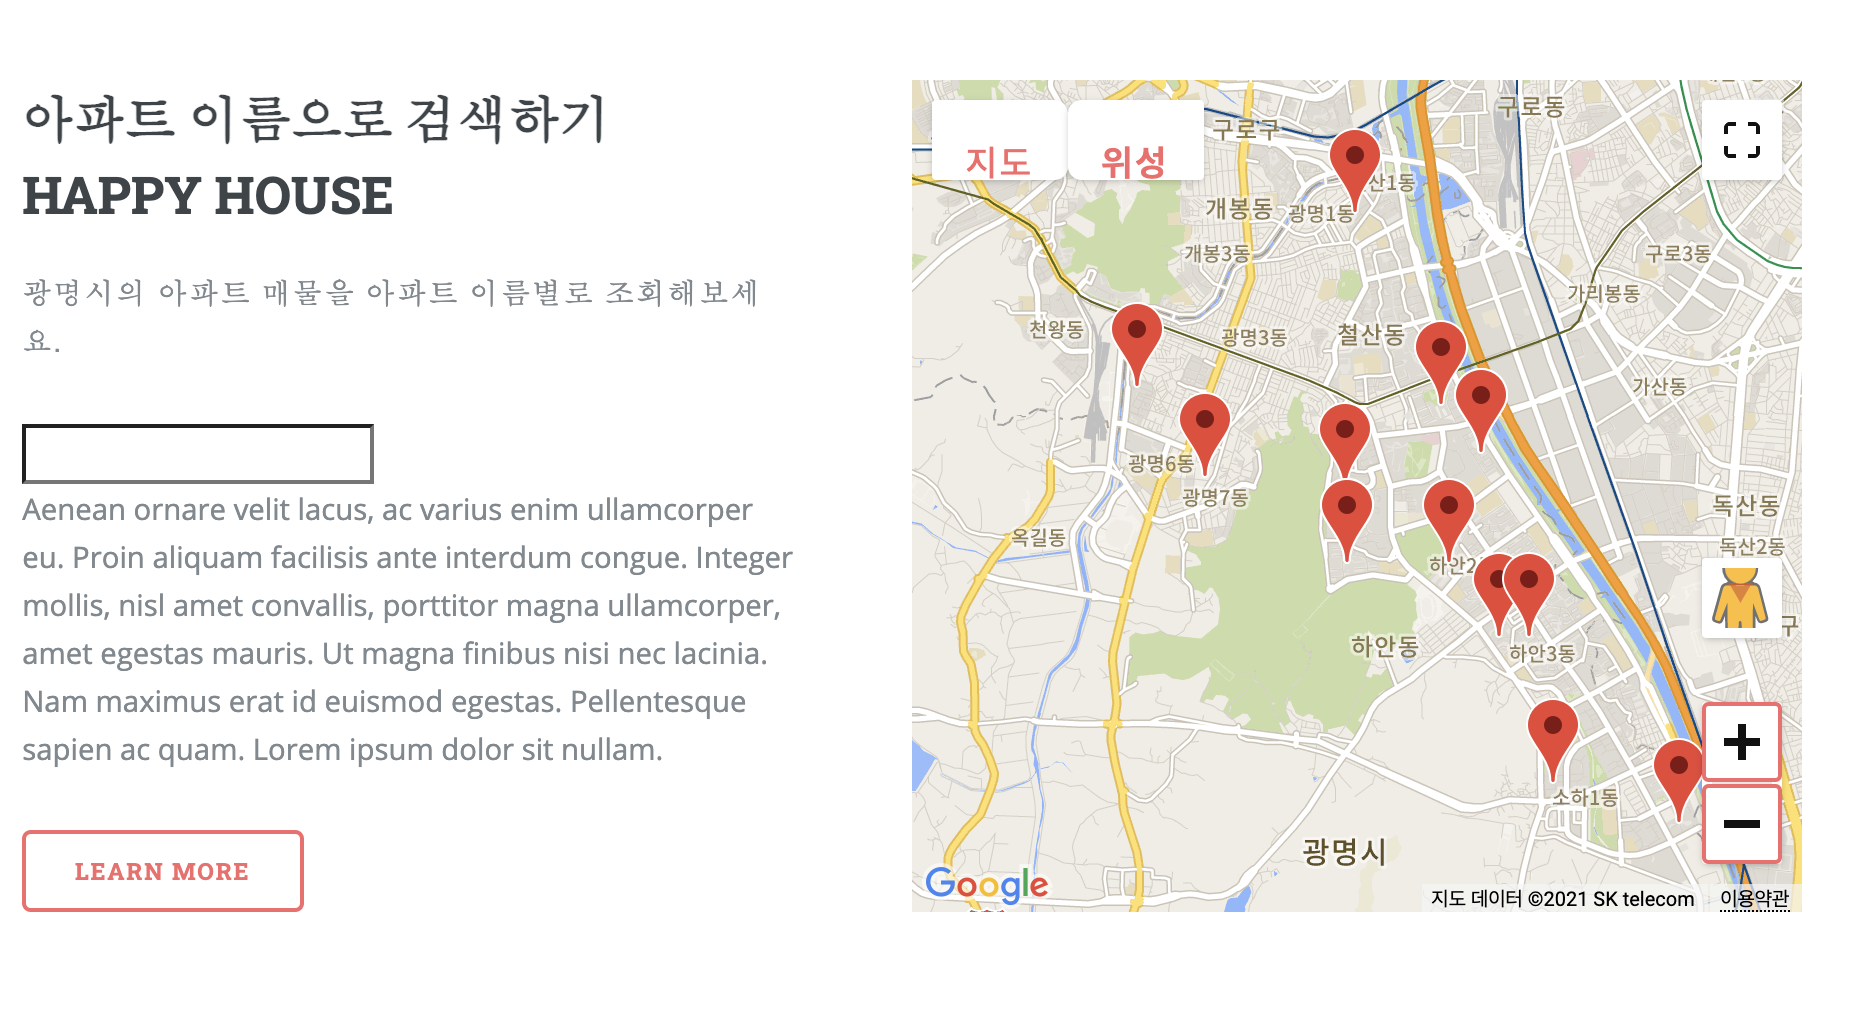 아파트 이름으로 검색하기
HAPPY HOUSE
광명시의 아파트 매물을 아파트 이름별로 조회해보세
요.
Aenean ornare velit lacus, ac varius enim ullamcorper
eu. Proin aliquam facilisis ante interdum congue. Integer
mollis, nisl amet convallis, porttitor magna ullamcorper,
amet egestas mauris. Ut magna finibus nisi nec lacinia.
Nam maximus erat id euismod egestas. Pellentesque
sapien ac quam. Lorem ipsum dolor sit nullam.
LEARN MORE
지도
위성
구로구
구로동
산1동
개봉동
광명1동
개봉3동
구로3동
가리봉동
천왕동
광명3동
철산동
가산동
광명6동
광명7동
독산동
옥길동
독산2동
하안2
구
하안동
하안3동
소하1동
광명시
Google
지도 데이터 ©2021 SK telecom
이용약관